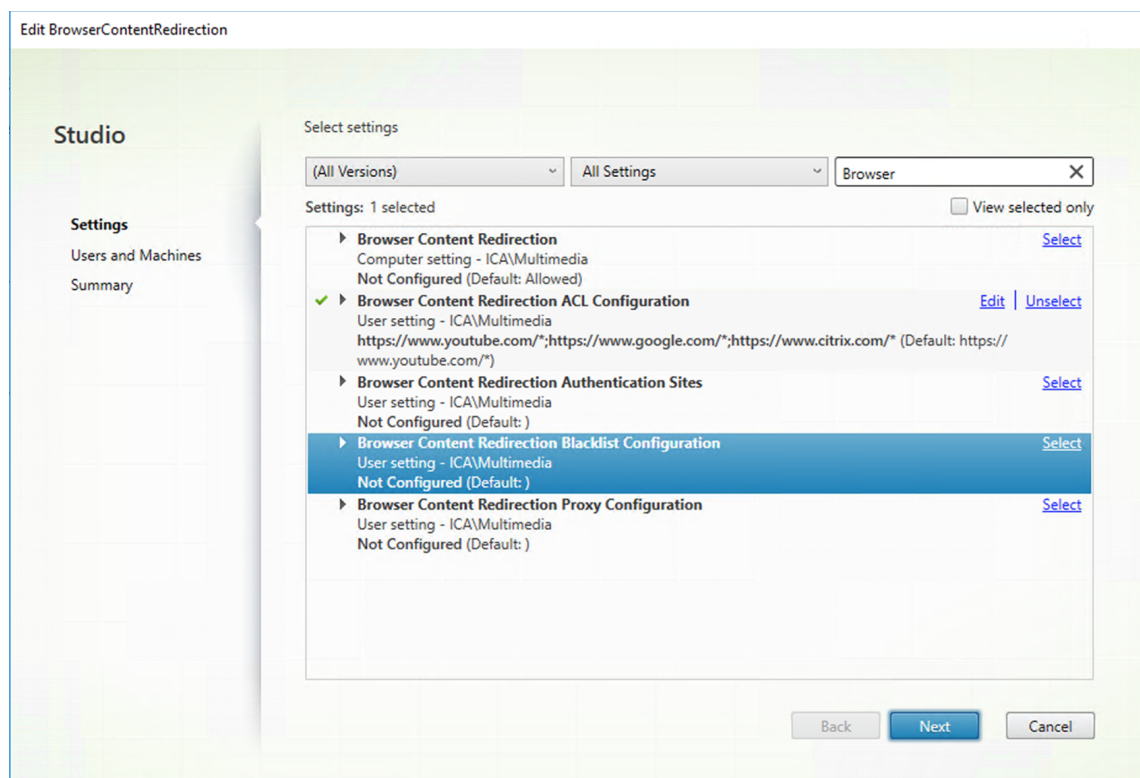 Edit BrowserContentRedirection
Studio
Settings
Users and Machines
Summary
Select settings
(All Versions)
All Settings
Browser
Settings: 1 selected
View selected only
Browser Content Redirection
Select
Computer setting - ICA\Multimedia
Not Configured (Default: Allowed)
Browser Content Redirection ACL Configuration
Edit | Unselect
User setting - ICA\Multimedia
https://www.youtube.com/*;https://www.google.com/*;https://www.citrix.com/* (Default: https://
www.youtube.com/*)
Browser Content Redirection Authentication Sites
Select
User setting - ICA\Multimedia
Not Configured (Default: )
Browser Content Redirection Blacklist Configuration
Select
User setting - ICA\Multimedia
Not Configured (Default: )
Browser Content Redirection Proxy Configuration
Select
User setting - ICA\Multimedia
Not Configured (Default: )
Back
Next
Cancel